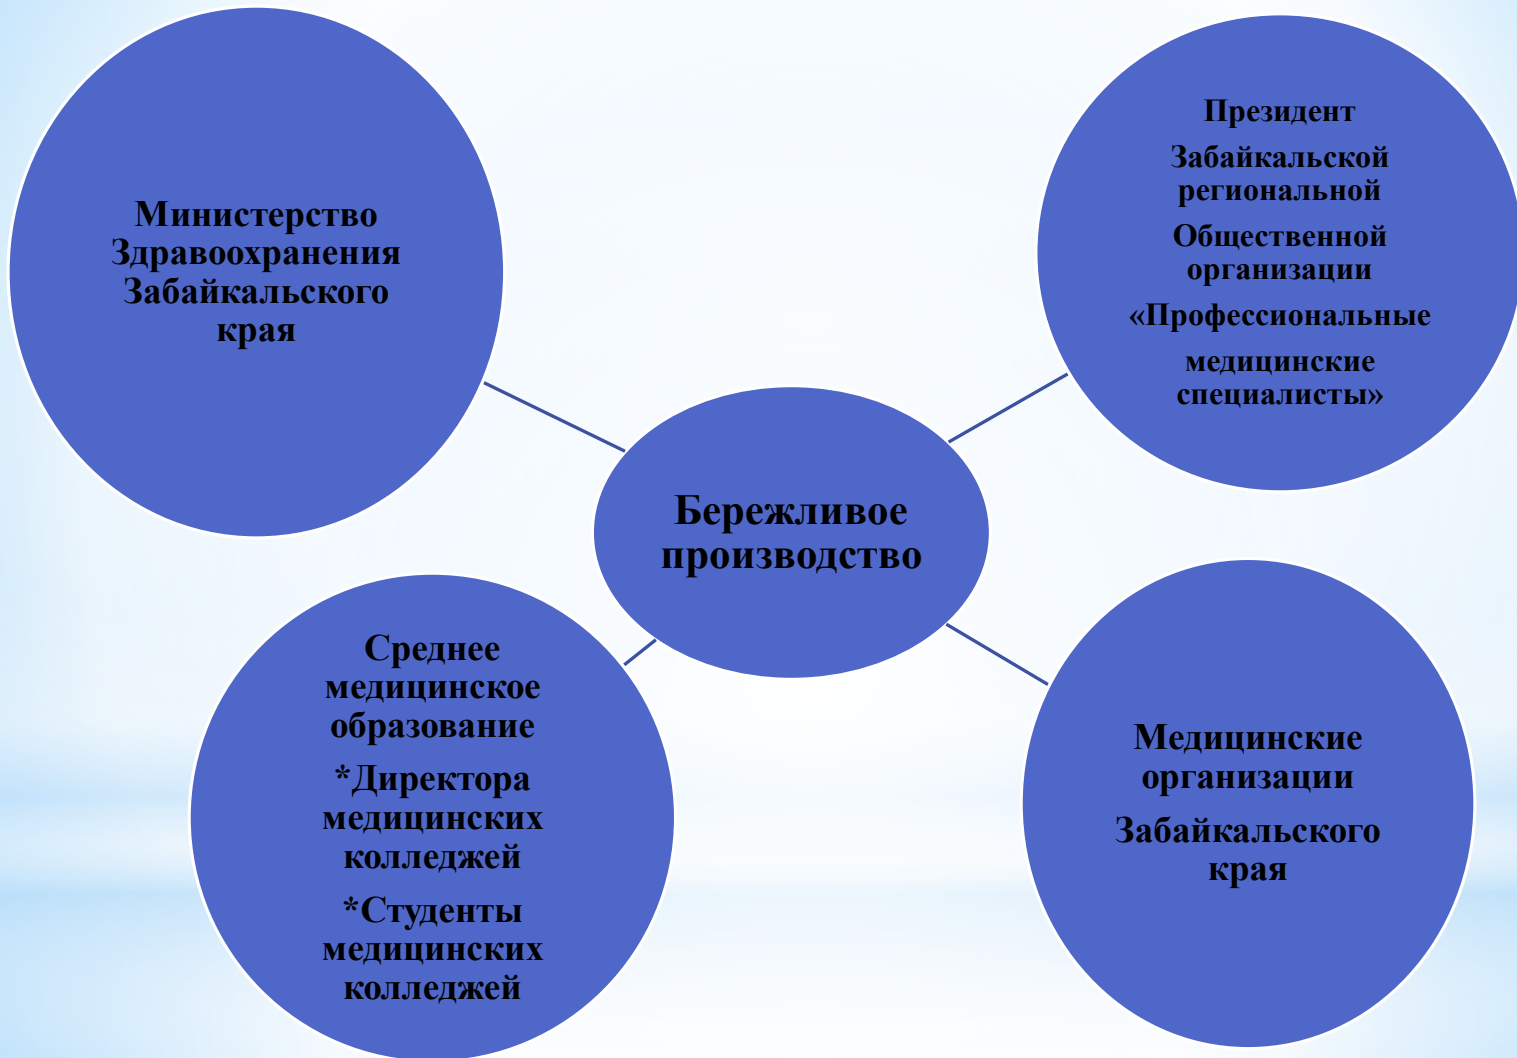 Министерство
Здравоохранения
Забайкальского
края
Президент
Забайкальской
региональной
Общественной
организации
«Профессиональные
медицинские
специалисты»
Бережливое
производство
Среднее
медицинское
образование
*Директора
медицинских
колледжей
*Студенты
медицинских
колледжей
Медицинские
организации
Забайкальского
края